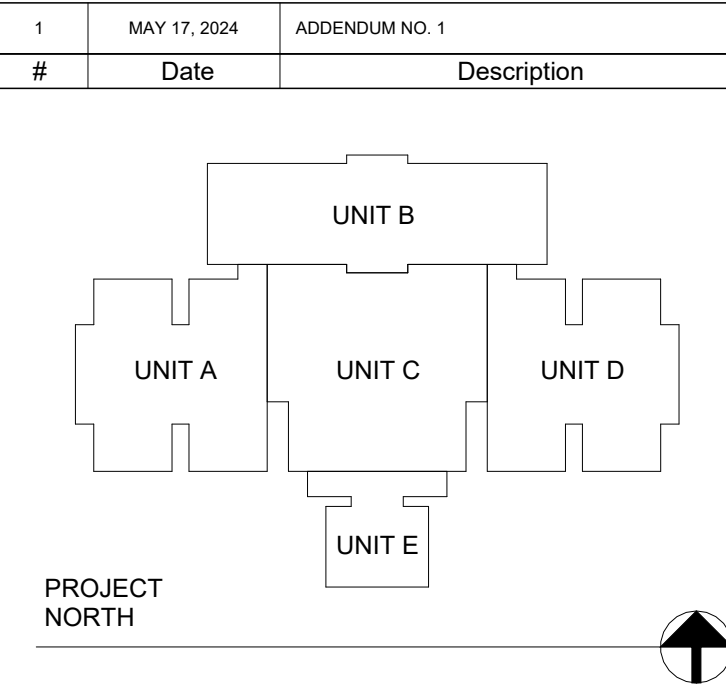 1 MAY 17, 2024 ADDENDUM NO. 1
# Date Description
UNIT B
UNIT A UNIT C UNIT D
UNIT E
PROJECT
NORTH